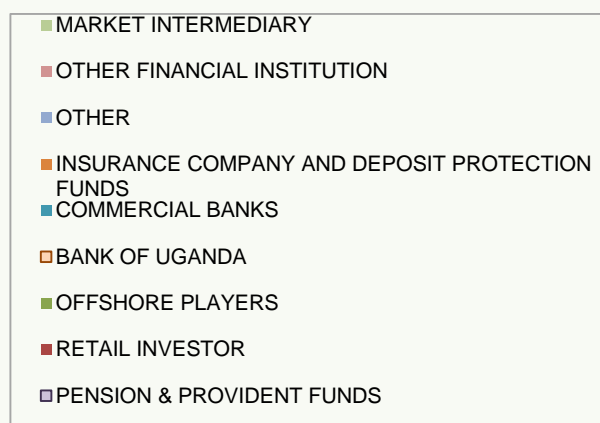 MARKET INTERMEDIARY
OTHER FINANCIAL INSTITUTION
OTHER
INSURANCE COMPANY AND DEPOSIT PROTECTION
FUNDS
COMMERCIAL BANKS
BANK OF UGANDA
OFFSHORE PLAYERS
RETAIL INVESTOR
PENSION & PROVIDENT FUNDS